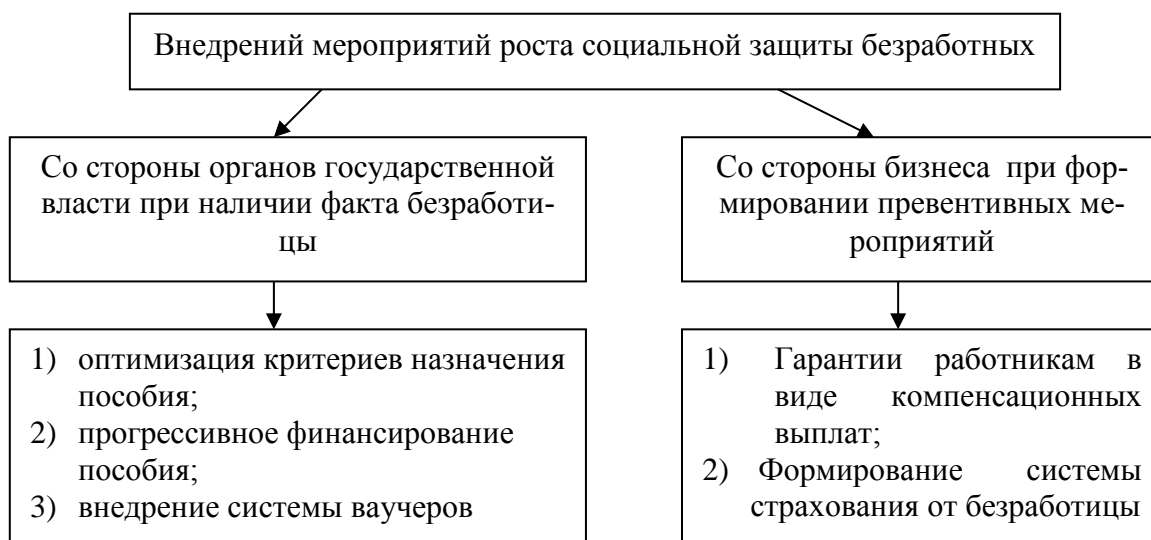 Внедрений мероприятий роста социальной защиты безработных
Со стороны органов государственной
власти при наличии факта безработи-
цы
Со стороны бизнеса при фор-
мировании превентивных ме-
роприятий
1) оптимизация критериев назначения
пособия;
2) прогрессивное финансирование
пособия;
3) внедрение системы ваучеров
1) Гарантии работникам в
виде компенсационных
выплат;
2) Формирование системы
страхования от безработицы